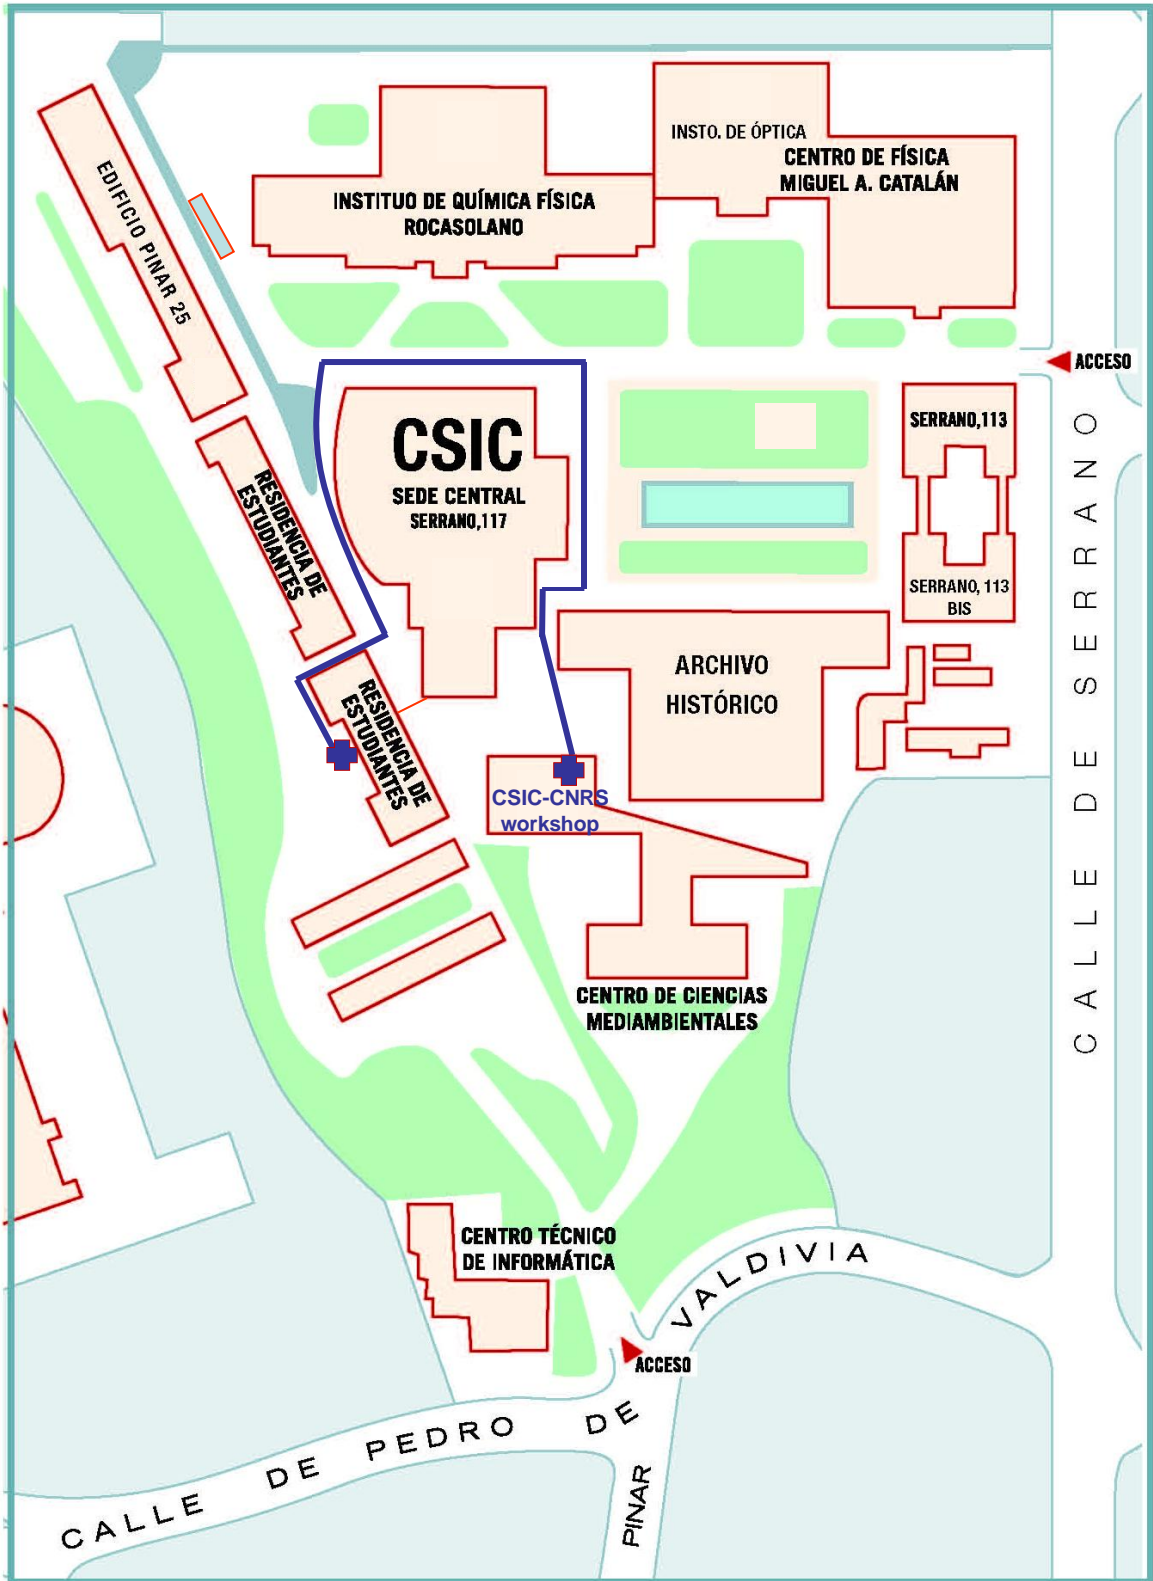 INSTO. DE ÓPTICA
CENTRO DE FÍSICA
MIGUEL A. CATALÁN
INSTITUO DE QUÍMICA FÍSICA
ROCASOLANO
EDIFICIO PINAR 25
ACCESO
CSIC
SEDE CENTRAL
SERRANO,117
SERRANO,113
SERRANO, 113
BIS
RESIDENCIA DE
ESTUDIANTES
ARCHIVO
HISTÓRICO
RESIDENCIA DE
ESTUDIANTES
CSIC-CNRS
workshop
CALLE DE SERRANO
CENTRO DE CIENCIAS
MEDIAMBIENTALES
CENTRO TÉCNICO
DE INFORMÁTICA
ACCESO
CALLE DE PEDRO DE VALDIVIA
PINAR